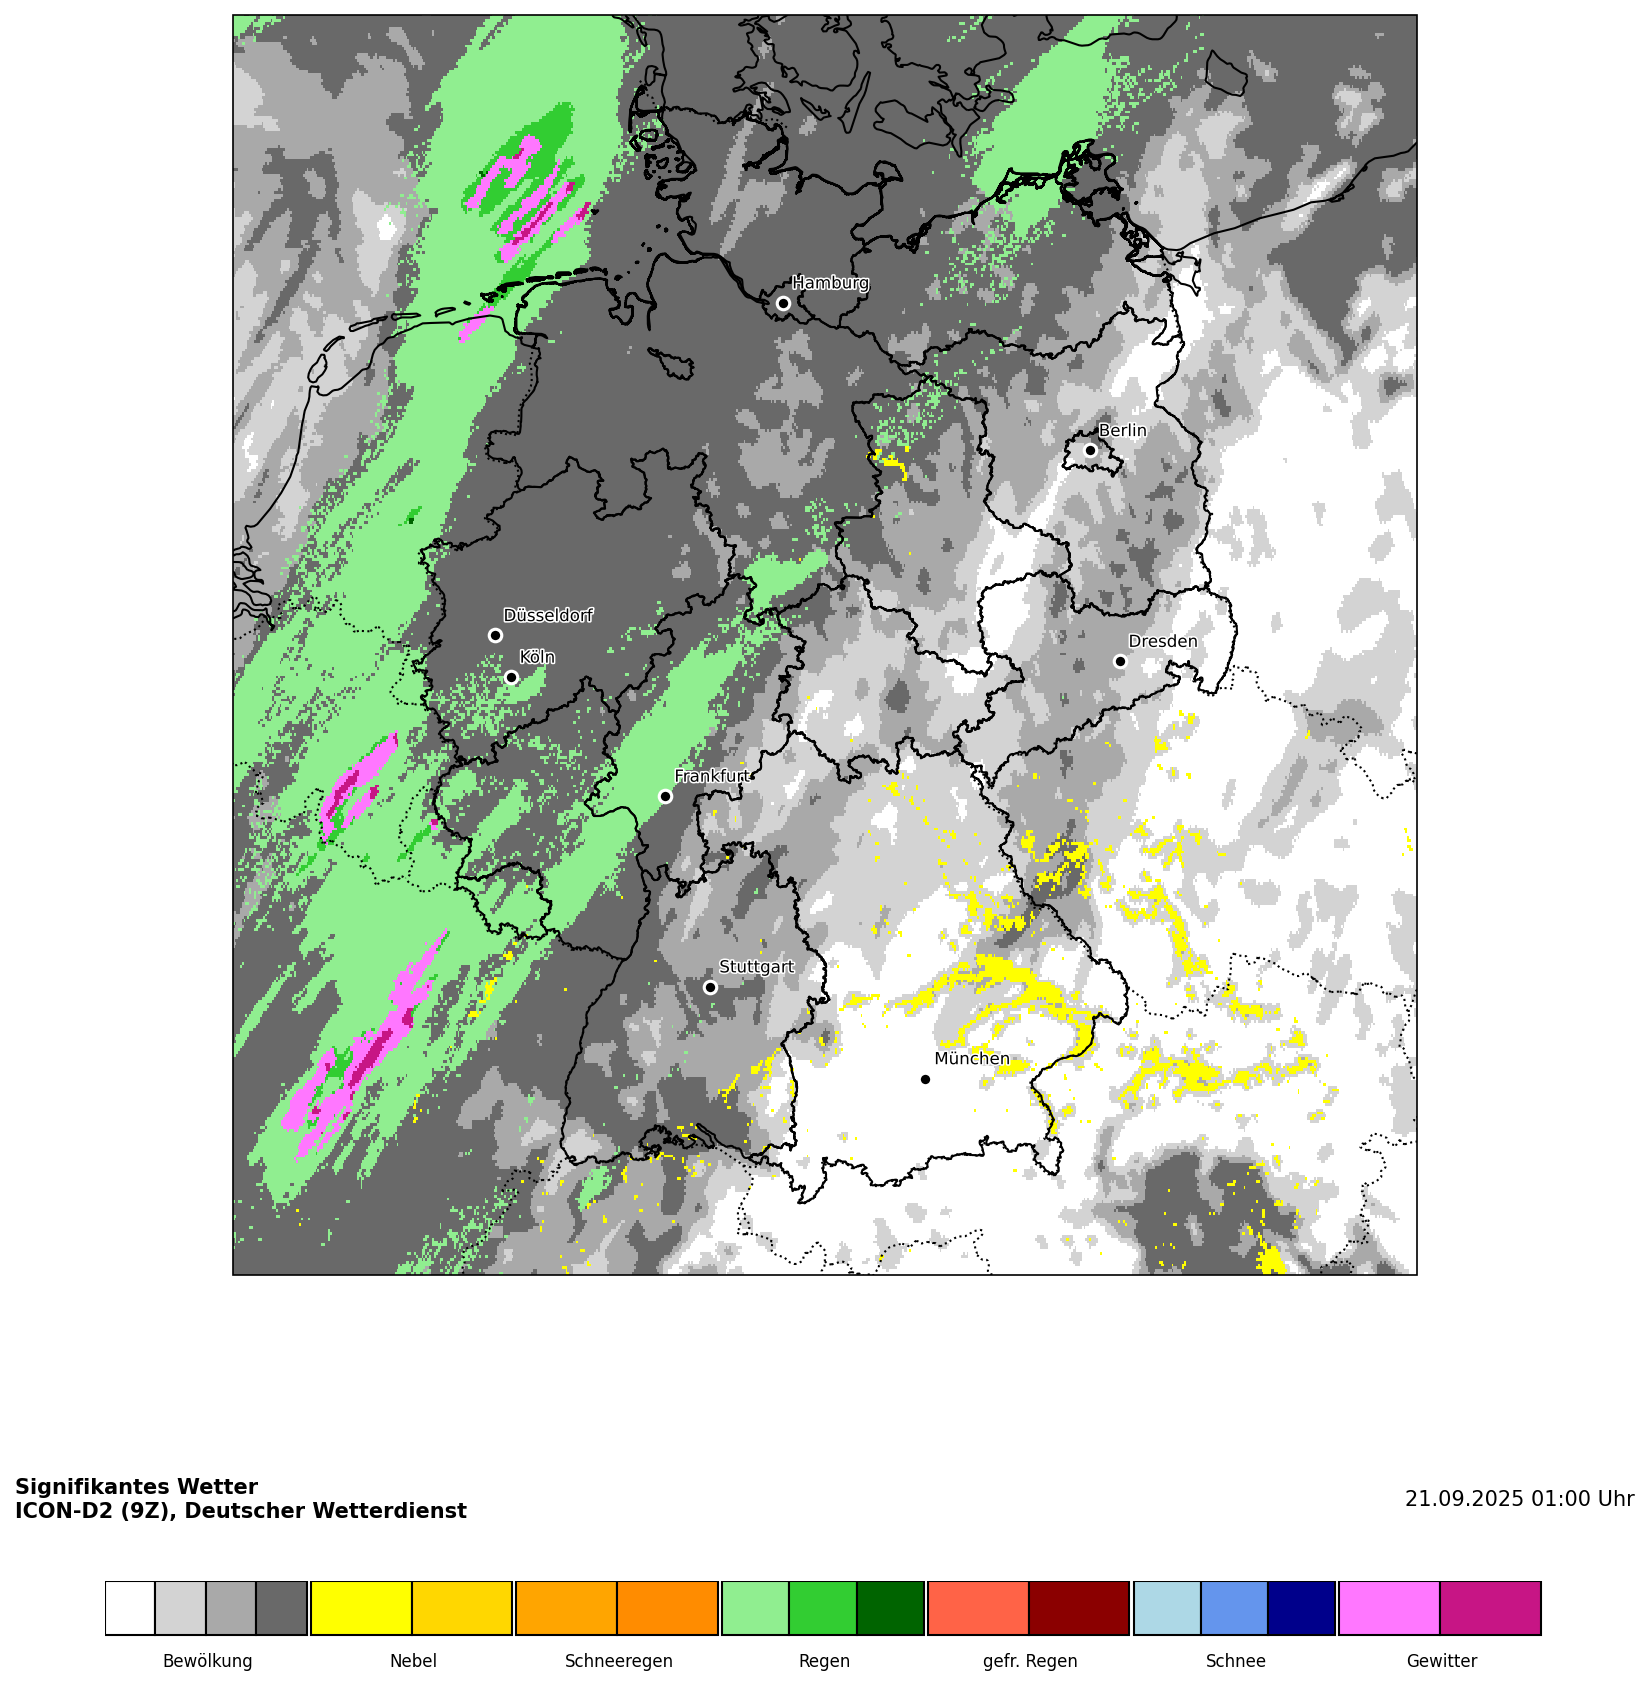 Hamburg
Berlin
Düsseldorf
Köln
Dresden
Frankfurt
Stuttgart
München
Signifikantes Wetter
ICON-D2 (9Z), Deutscher Wetterdienst
21.09.2025 01:00 Uhr
Bewölkung
Nebel
Schneeregen
Regen
gefr. Regen
Schnee
Gewitter